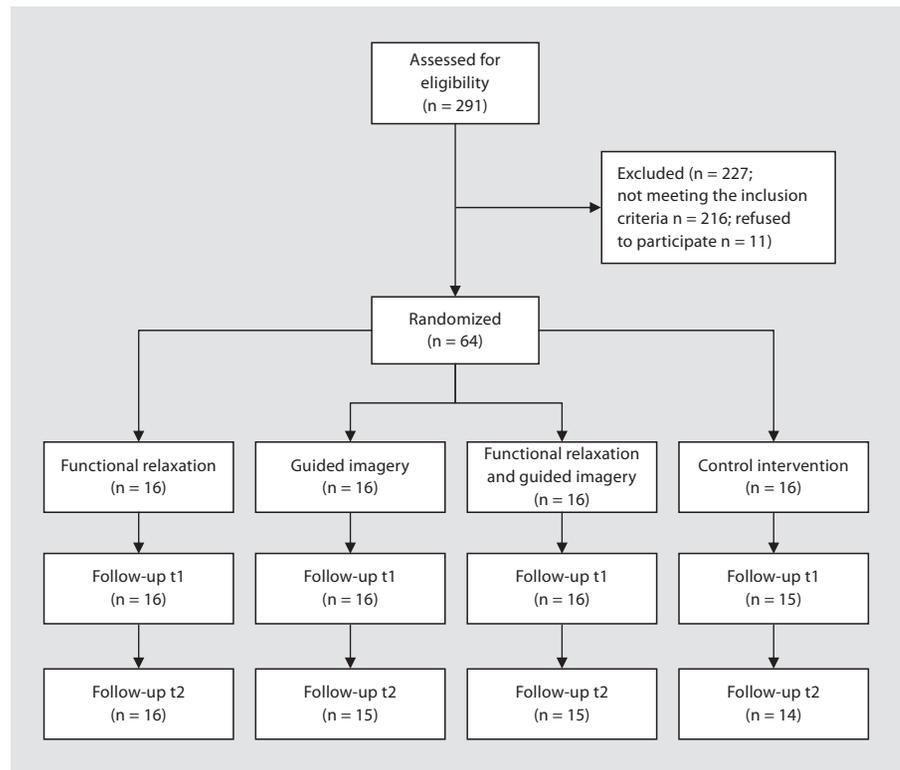 Assessed for
eligibility
(n = 291)
Excluded (n = 227;
not meeting the inclusion
criteria n = 216; refused
to participate n = 11)
Randomized
(n = 64)
Functional relaxation
(n = 16)
Guided imagery
(n = 16)
Functional relaxation
and guided imagery
(n = 16)
Control intervention
(n = 16)
Follow-up t1
(n = 16)
Follow-up t1
(n = 16)
Follow-up t1
(n = 16)
Follow-up t1
(n = 15)
Follow-up t2
(n = 16)
Follow-up t2
(n = 15)
Follow-up t2
(n = 15)
Follow-up t2
(n = 14)